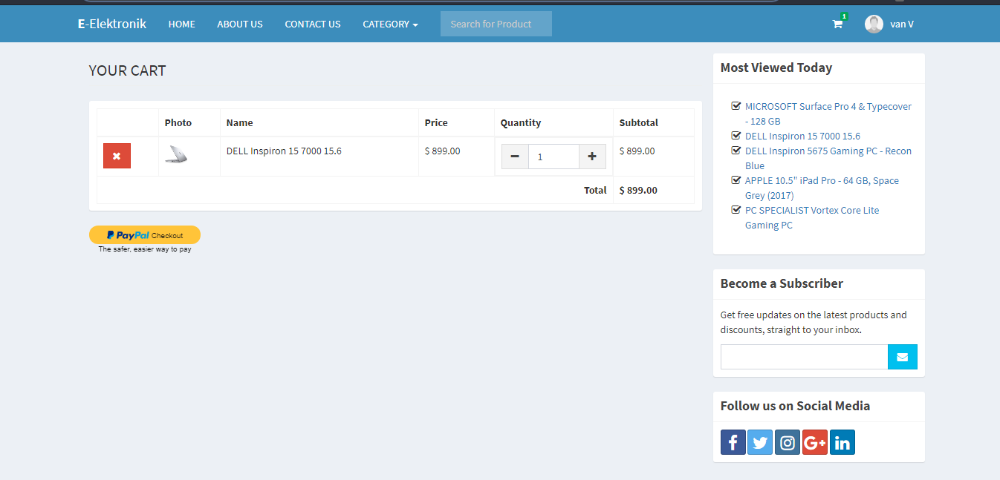 E-Elektronik HOME ABOUT US CONTACT US CATEGORY Search for Product 1 van V
YOUR CART
Photo Name Price Quantity Subtotal
DELL Inspiron 15 7000 15.6 $ 899.00 1 $ 899.00
Total $ 899.00
PayPal Checkout
The safer, easier way to pay
Most Viewed Today
MICROSOFT Surface Pro 4 & Typecover
- 128 GB
DELL Inspiron 15 7000 15.6
DELL Inspiron 5675 Gaming PC - Recon
Blue
APPLE 10.5" iPad Pro - 64 GB, Space
Grey (2017)
PC SPECIALIST Vortex Core Lite
Gaming PC
Become a Subscriber
Get free updates on the latest products and
discounts, straight to your inbox.
Follow us on Social Media